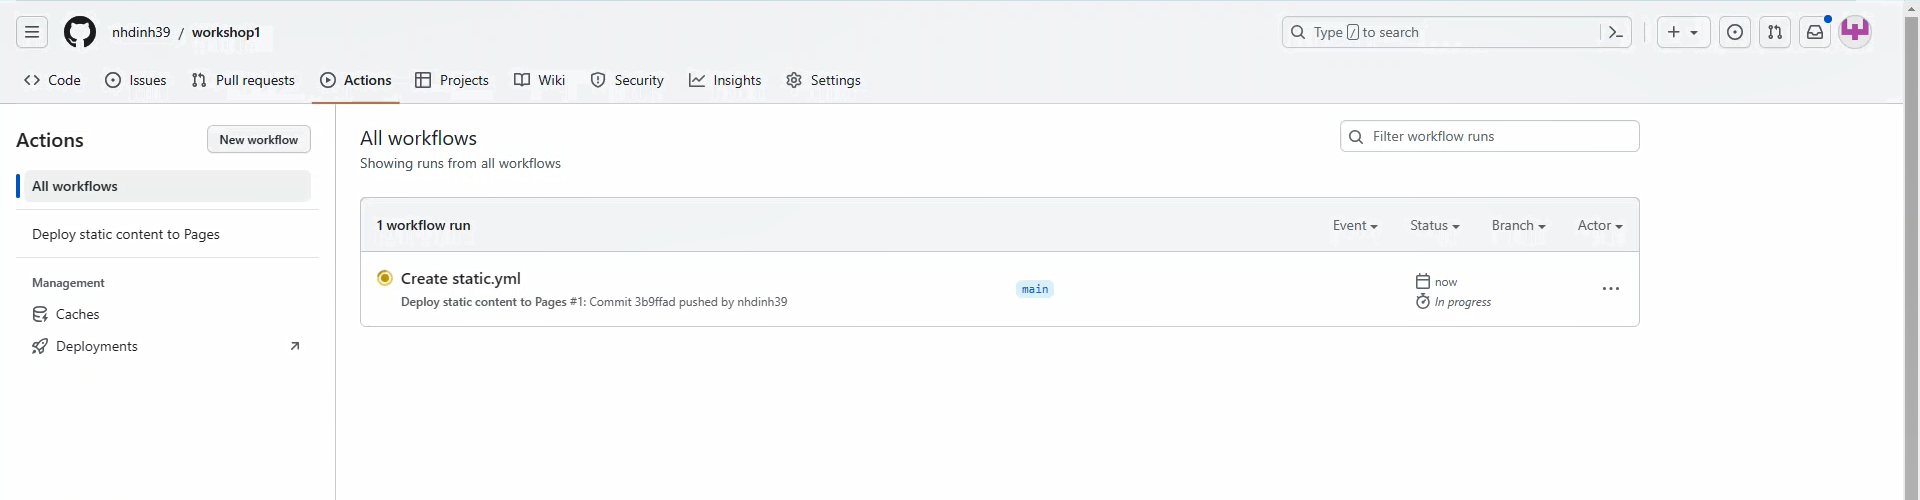 nhdinh39 / workshop1
Type / to search
Code
Issues
Pull requests
Actions
Projects
Wiki
Security
Insights
Settings
Actions
New workflow
All workflows
Deploy static content to Pages
Management
Caches
Deployments
All workflows
Showing runs from all workflows
Filter workflow runs
1 workflow run
Event
Status
Branch
Actor
Create static.yml
Deploy static content to Pages #1: Commit 3b9ffad pushed by nhdinh39
main
now
In progress